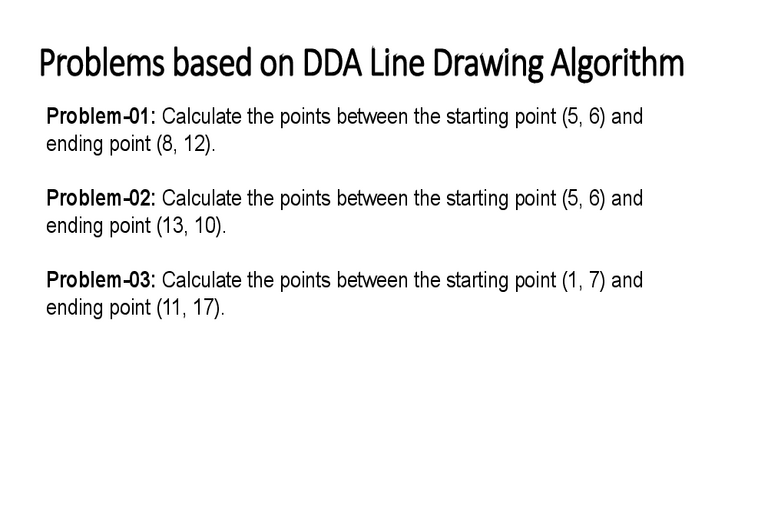 Problems based on DDA Line Drawing Algorithm
Problem-01: Calculate the points between the starting point (5, 6) and
ending point (8, 12).
Problem-02: Calculate the points between the starting point (5, 6) and
ending point (13, 10).
Problem-03: Calculate the points between the starting point (1, 7) and
ending point (11, 17).